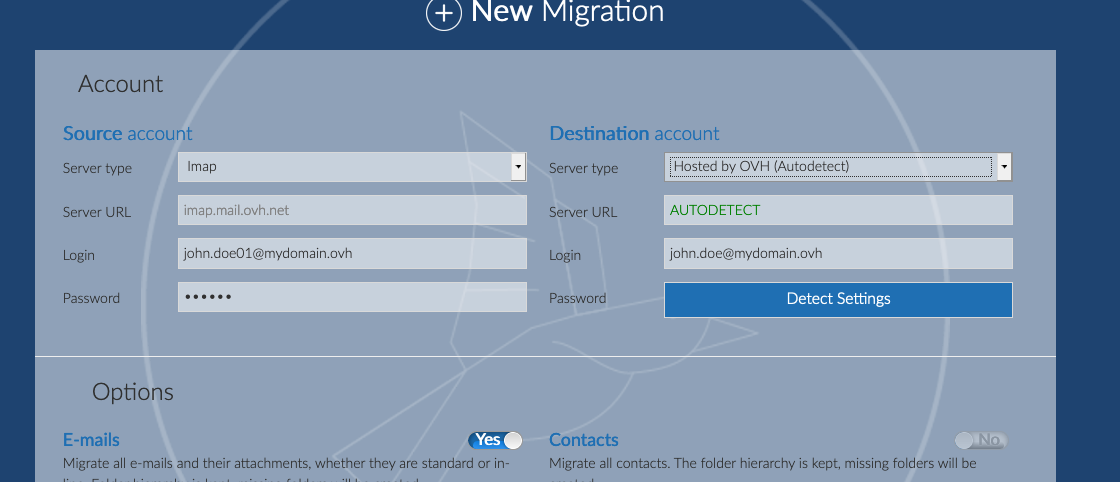 New Migration
Account
Source account
Server type
Imap
Server URL
imap.mail.ovh.net
Login
john.doe01@mydomain.ovh
Password
••••••
Destination account
Server type
Hosted by OVH (Autodetect)
Server URL
AUTODETECT
Login
john.doe@mydomain.ovh
Password
Detect Settings
Options
E-mails
Yes
Migrate all e-mails and their attachments, whether they are standard or in-
Contacts
No
Migrate all contacts. The folder hierarchy is kept, missing folders will be